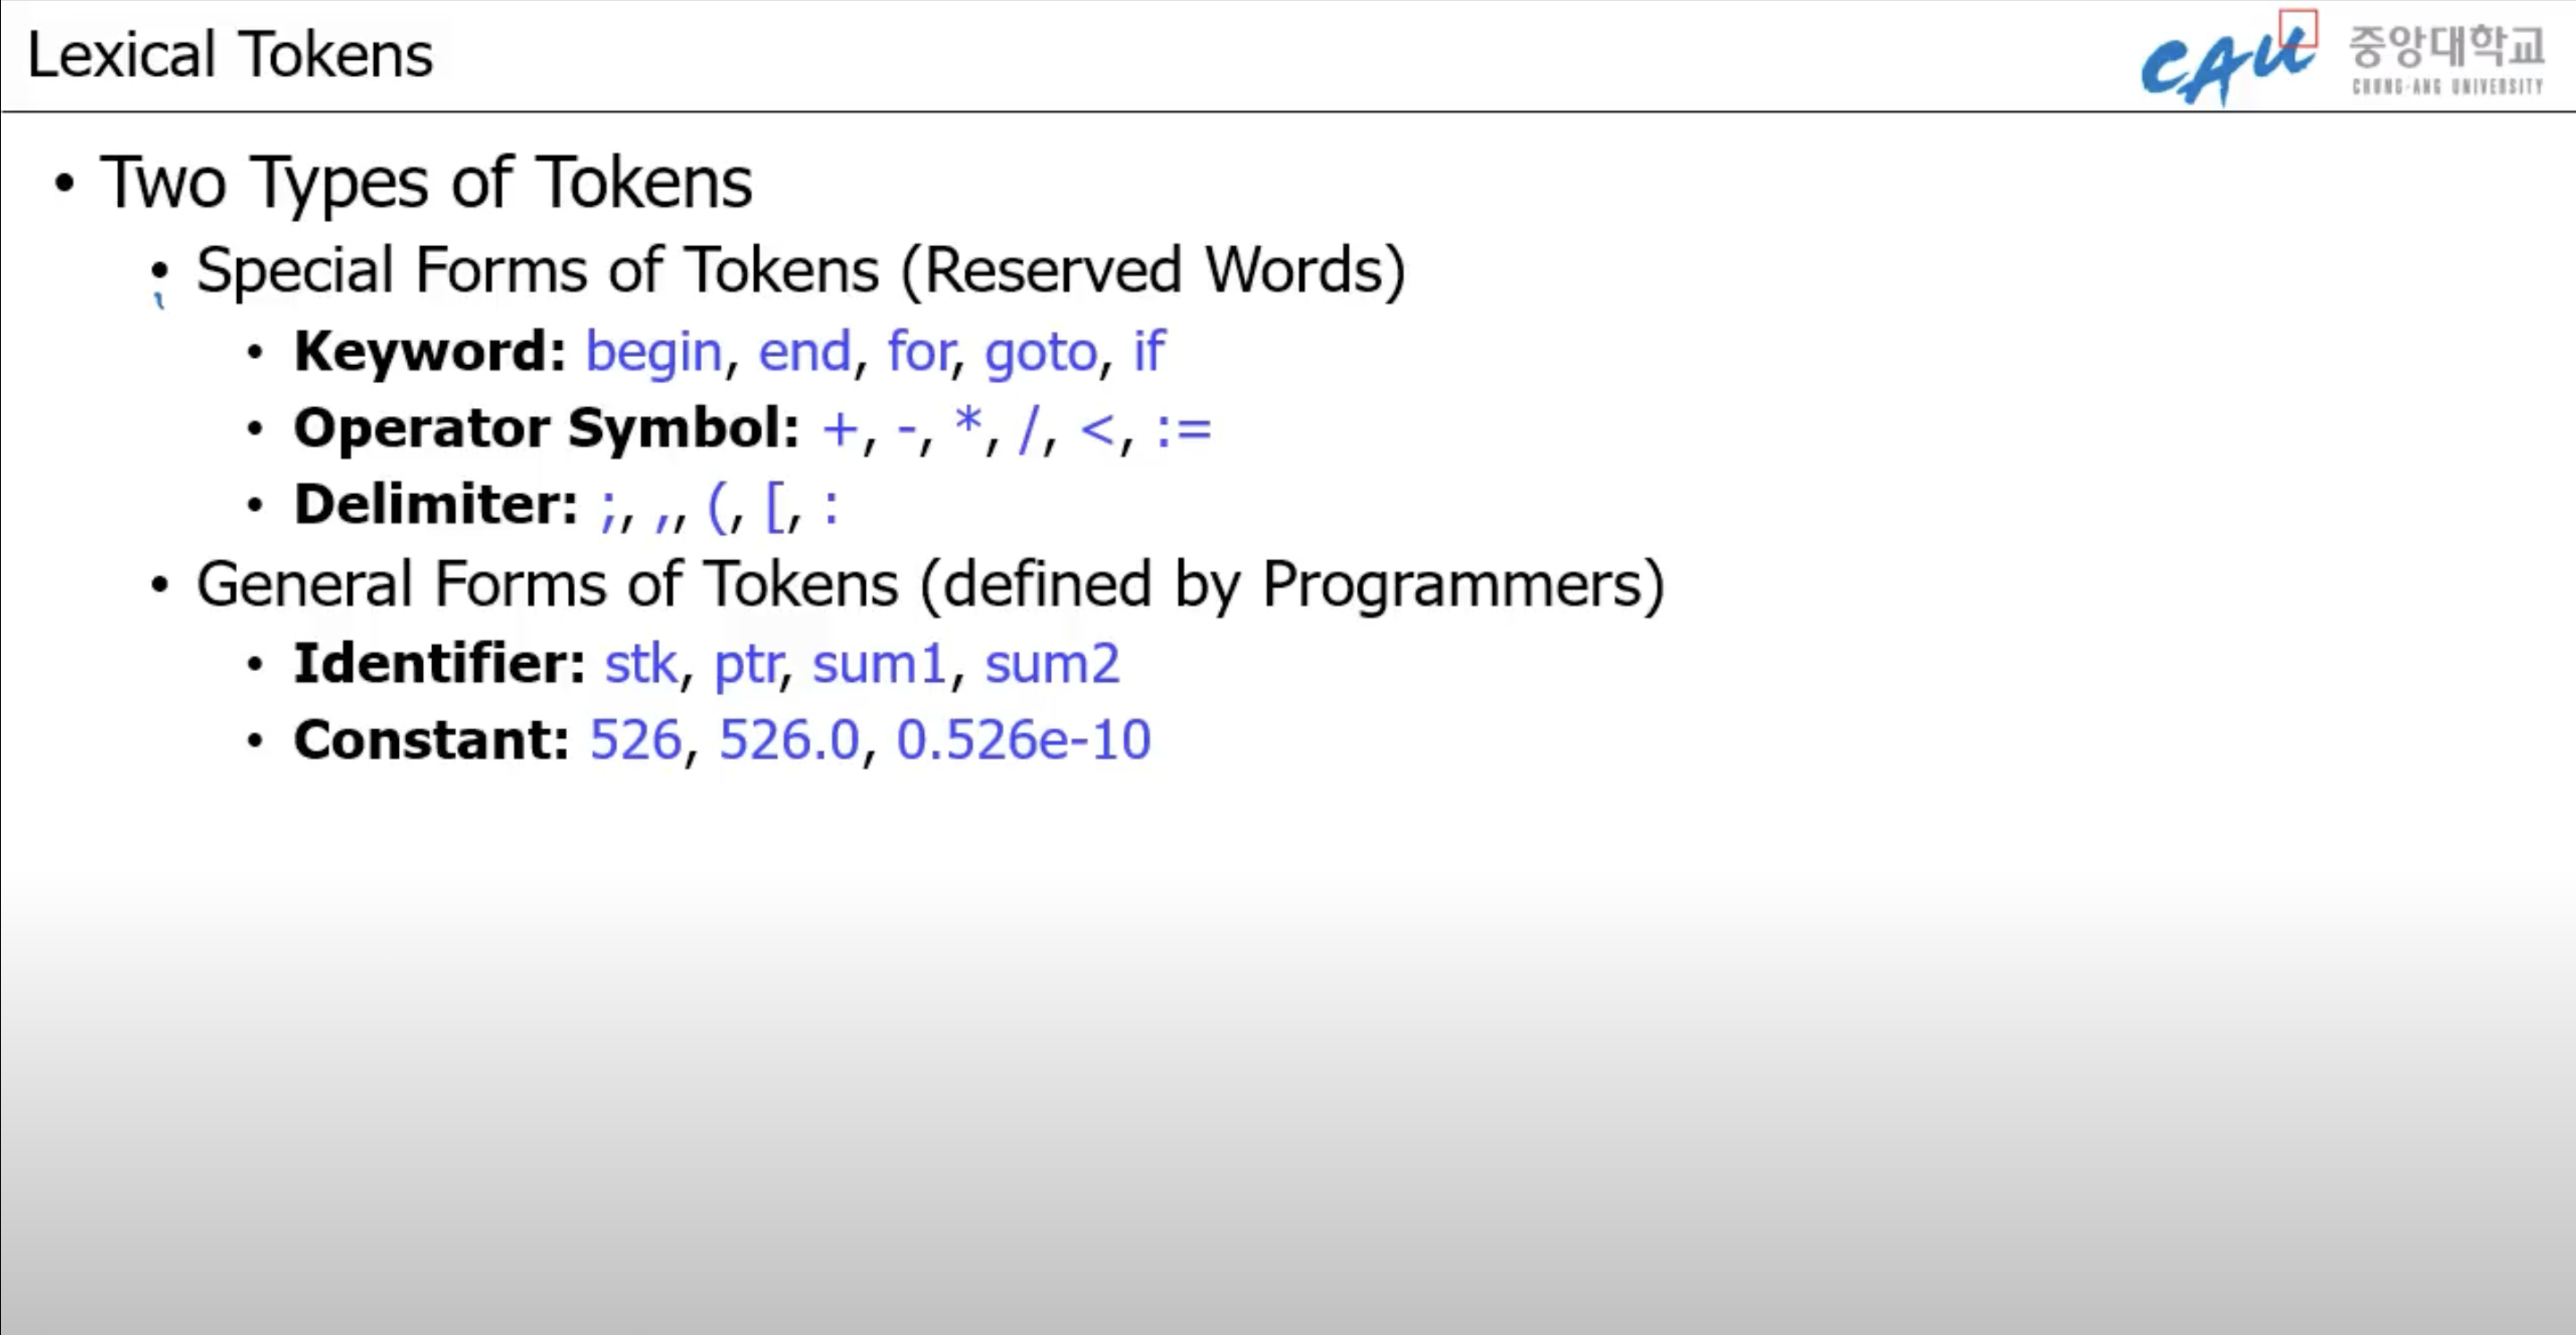 Lexical Tokens
CAU 중앙대학교
CHUNG-ANG UNIVERSITY
• Two Types of Tokens
• Special Forms of Tokens (Reserved Words)
• Keyword: begin, end, for, goto, if
• Operator Symbol: +, -, *, /, <, :=
• Delimiter: ;, ,, (, [, :
• General Forms of Tokens (defined by Programmers)
• Identifier: stk, ptr, sum1, sum2
• Constant: 526, 526.0, 0.526e-10